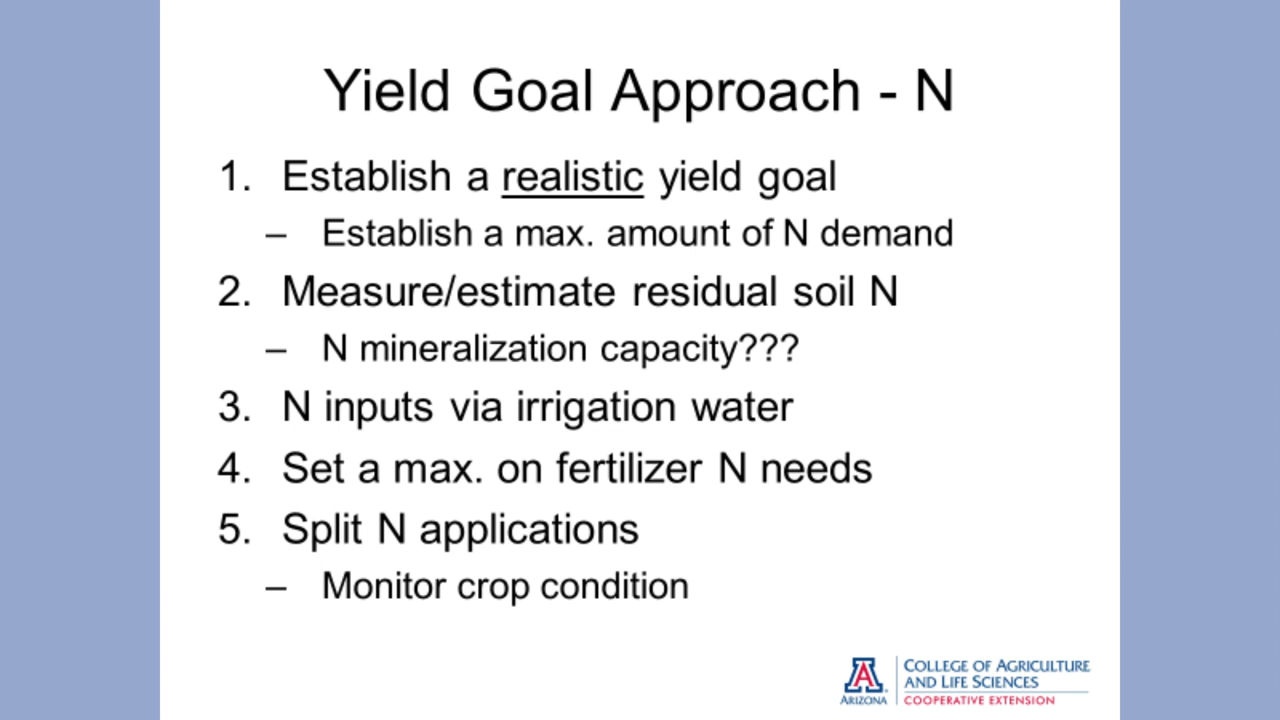 Yield Goal Approach - N
1. Establish a realistic yield goal
– Establish a max. amount of N demand
2. Measure/estimate residual soil N
– N mineralization capacity???
3. N inputs via irrigation water
4. Set a max. on fertilizer N needs
5. Split N applications
– Monitor crop condition
A
ARIZONA
COLLEGE OF AGRICULTURE
AND LIFE SCIENCES
COOPERATIVE EXTENSION